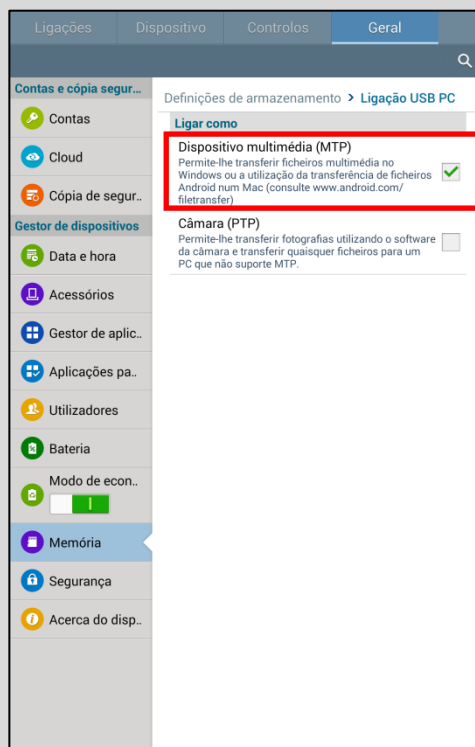 Ligações Dispositivo Controlos Geral
Contas e cópia segur...
Contas
Cloud
Cópia de segur..
Gestor de dispositivos
Data e hora
Acessórios
Gestor de aplic..
Aplicações pa..
Utilizadores
Bateria
Modo de econ..
Memória
Segurança
Acerca do disp..
Definições de armazenamento > Ligação USB PC
Ligar como
Dispositivo multimédia (MTP)
Permite-lhe transferir ficheiros multimédia no
Windows ou a utilização da transferência de ficheiros
Android num Mac (consulte www.android.com/
filetransfer)
Câmara (PTP)
Permite-lhe transferir fotografias utilizando o software
da câmara e transferir quaisquer ficheiros para um
PC que não suporte MTP.